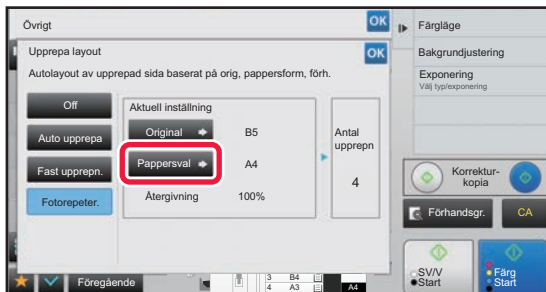 Övrigt
OK
Upprepa layout
OK
Autolayout av upprepad sida baserat på orig, pappersform, förh.
Off
Auto upprepa
Fast upprepn.
Fotorepeter.
Aktuell inställning
Original
B5
Pappersval
A4
Återgivning
100%
Antal
upprepn
4
Färgläge
Bakgrundjustering
Exponering
Välj typ/exponering
Korrektur-
kopia
Förhandsgr.
CA
SV/V
Start
Färg
Start
Föregående
3 B4
4 A3
A4